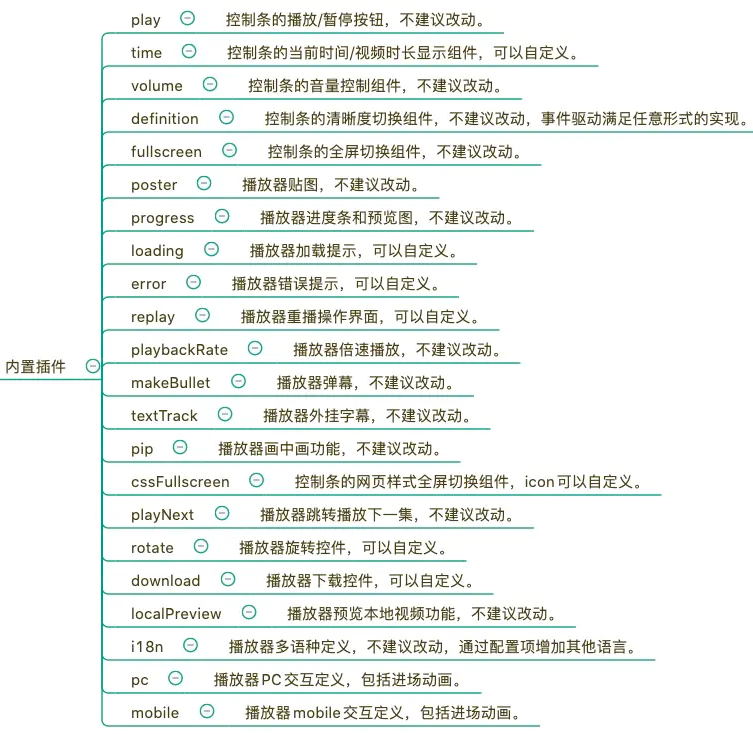 play 控制条的播放/暂停按钮，不建议改动。
time 控制条的当前时间/视频时长显示组件，可以自定义。
volume 控制条的音量控制组件，不建议改动。
definition 控制条的清晰度切换组件，不建议改动，事件驱动满足任意形式的实现。
fullscreen 控制条的全屏切换组件，不建议改动。
poster 播放器贴图，不建议改动。
progress 播放器进度条和预览图，不建议改动。
loading 播放器加载提示，可以自定义。
error 播放器错误提示，可以自定义。
replay 播放器重播操作界面，可以自定义。
playbackRate 播放器倍速播放，不建议改动。
内置插件
makeBullet 播放器弹幕，不建议改动。
textTrack 播放器外挂字幕，不建议改动。
pip 播放器画中画功能，不建议改动。
cssFullscreen 控制条的网页样式全屏切换组件，icon可以自定义。
playNext 播放器跳转播放下一集，不建议改动。
rotate 播放器旋转控件，可以自定义。
download 播放器下载控件，可以自定义。
localPreview 播放器预览本地视频功能，不建议改动。
i18n 播放器多语种定义，不建议改动，通过配置项增加其他语言。
pc 播放器PC交互定义，包括进场动画。
mobile 播放器mobile交互定义，包括进场动画。